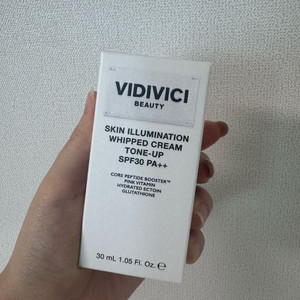 VIDIVICI
BEAUTY
SKIN ILLUMINATION
WHIPPED CREAM
TONE-UP
SPF30 PA++
CORE PEPTIDE BOOSTER™
PINK VITAMIN
HYDRATED ECTOIN
GLUTATHIONE
30 mL 1.05 Fl. Oz. ℮